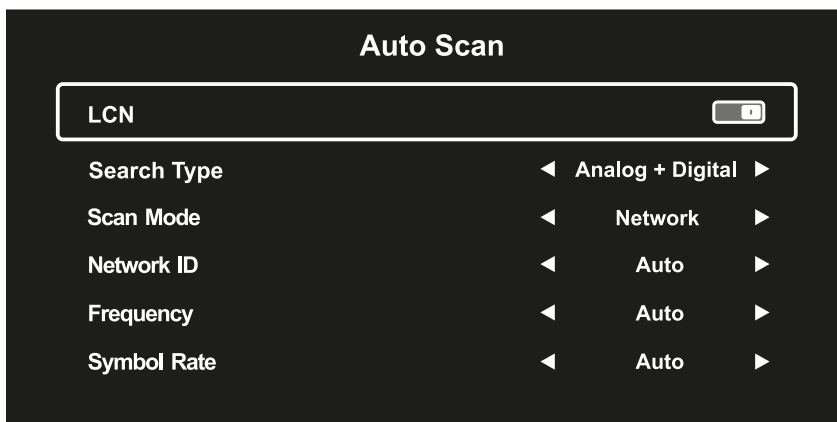 Auto Scan
LCN
Search Type Analog + Digital
Scan Mode Network
Network ID Auto
Frequency Auto
Symbol Rate Auto